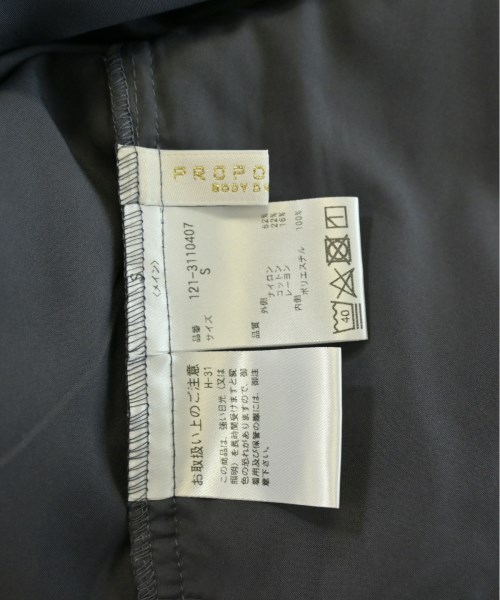 〈メイン〉
品番 121-3110407
サイズ S
品質 外側 ナイロン 62%
コットン 22%
レーヨン 16%
内側 ポリエステル 100%
40
お取扱い上のご注意
H-31
この商品は、強い日光(又は
照明)を長時間受けますと変
色の恐れがありますので、御
着用及び保管の際には、御注
意下さい。